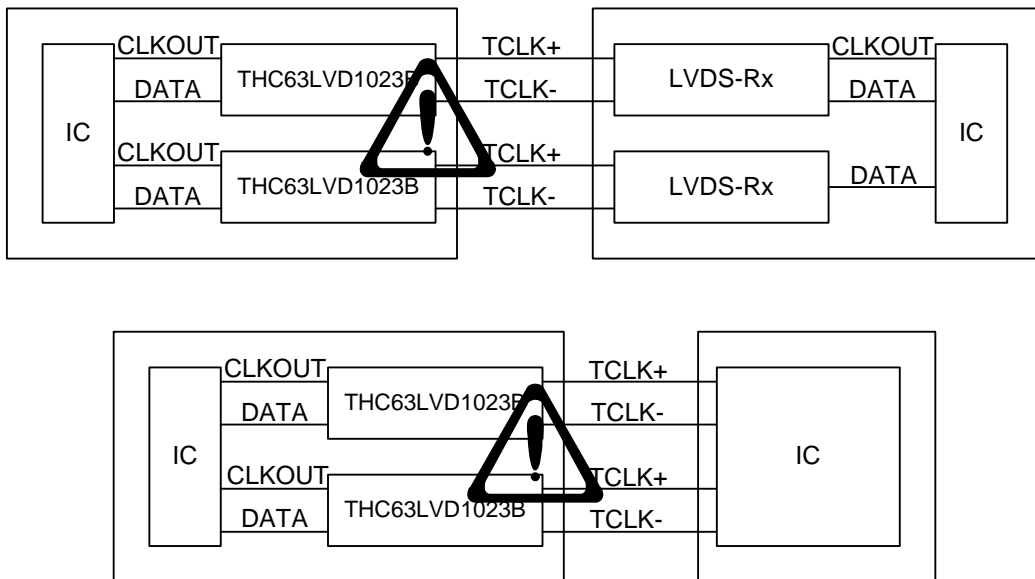 CLKOUT TCLK+ CLKOUT
THC63LVD1023B LVDS-Rx
DATA TCLK- DATA
IC IC
CLKOUT TCLK+
THC63LVD1023B LVDS-Rx DATA
DATA TCLK-
CLKOUT TCLK+
THC63LVD1023B
DATA TCLK-
IC IC
CLKOUT TCLK+
THC63LVD1023B
DATA TCLK-